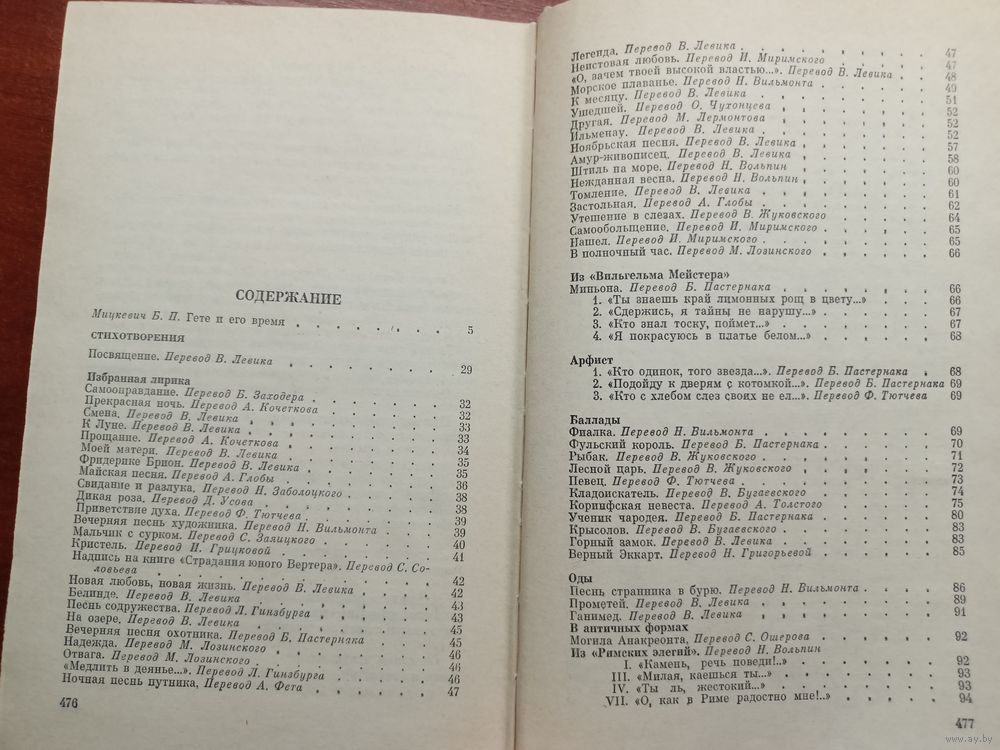 СОДЕРЖАНИЕ
Мицкевич Б. П. Гете и его время . . . . . . 5
СТИХОТВОРЕНИЯ
Посвящение. Перевод В. Левика . . . . . . 29
Избранная лирика
Самооправдание. Перевод Б. Заходера . . . . . 32
Прекрасная ночь. Перевод А. Кочеткова . . . . . 32
Смена. Перевод В. Левика . . . . . 33
К Луне. Перевод В. Левика . . . . . 33
Прощание. Перевод А. Кочеткова . . . . . 34
Моей матери. Перевод В. Левика . . . . . 35
Фридерике Брион. Перевод В. Левика . . . . . 35
Майская песня. Перевод А. Глобы . . . . . 36
Свидание и разлука. Перевод Н. Заболоцкого . . . . 38
Дикая роза. Перевод Д. Усова . . . . . 38
Приветствие духа. Перевод Ф. Тютчева . . . . . 39
Вечерняя песнь художника. Перевод Н. Вильмонта . . . . 39
Мальчик с сурком. Перевод С. Заяицкого . . . . . 40
Кристель. Перевод И. Грицковой . . . . . 41
Надпись на книге «Страдания юного Вертера». Перевод С. Со-
ловьева . . . . . 42
Новая любовь, новая жизнь. Перевод В. Левика . . . . 42
Белинде. Перевод В. Левика . . . . . 43
Песнь содружества. Перевод Л. Гинзбурга . . . . . 43
На озере. Перевод В. Левика . . . . . 45
Вечерняя песня охотника. Перевод Б. Пастернака . . . . 45
Надежда. Перевод М. Лозинского . . . . . 46
Отвага. Перевод М. Лозинского . . . . . 46
«Медлить в деянье...». Перевод Л. Гинзбурга . . . . . 46
Ночная песнь путника. Перевод А. Фета . . . . . 47
476
Легенда. Перевод В. Левика . . . . . 47
Неистовая любовь. Перевод И. Миримского . . . . . 47
«О, зачем твоей высокой властью...». Перевод В. Левика . . 48
Морское плаванье. Перевод Н. Вильмонта . . . . . 49
К месяцу. Перевод В. Левика . . . . . 51
Ушедшей. Перевод О. Чухонцева . . . . . 52
Другая. Перевод М. Лермонтова . . . . . 52
Ильменау. Перевод В. Левика . . . . . 52
Ноябрьская песня. Перевод В. Левика . . . . . 57
Амур-живописец. Перевод В. Левика . . . . . 58
Штиль на море. Перевод Н. Вольпин . . . . . 60
Нежданная весна. Перевод Н. Вольпин . . . . . 60
Томление. Перевод В. Левика . . . . . 61
Застольная. Перевод А. Глобы . . . . . 62
Утешение в слезах. Перевод В. Жуковского . . . . . 64
Самообольщение. Перевод И. Миримского . . . . . 65
Нашел. Перевод И. Миримского . . . . . 65
В полночный час. Перевод М. Лозинского . . . . . 66
Из «Вильгельма Мейстера»
Миньона. Перевод Б. Пастернака . . . . . 66
1. «Ты знаешь край лимонных рощ в цвету...» . . . . 66
2. «Сдержись, я тайны не нарушу...» . . . . . 67
3. «Кто знал тоску, поймет...» . . . . . 67
4. «Я покрасуюсь в платье белом...» . . . . . 68
Арфист
1. «Кто одинок, того звезда...». Перевод Б. Пастернака . 68
2. «Подойду к дверям с котомкой...». Перевод Б. Пастернака 69
3. «Кто с хлебом слез своих не ел...». Перевод Ф. Тютчева 69
Баллады
Фиалка. Перевод Н. Вильмонта . . . . . 69
Фульский король. Перевод Б. Пастернака . . . . . 70
Рыбак. Перевод В. Жуковского . . . . . 71
Лесной царь. Перевод В. Жуковского . . . . . 72
Певец. Перевод Ф. Тютчева . . . . . 73
Кладоискатель. Перевод В. Бугаевского . . . . . 74
Коринфская невеста. Перевод А. Толстого . . . . . 75
Ученик чародея. Перевод Б. Пастернака . . . . . 80
Крысолов. Перевод В. Бугаевского . . . . . 83
Горный замок. Перевод В. Левика . . . . . 83
Верный Эккарт. Перевод Н. Григорьевой . . . . . 85
Оды
Песнь странника в бурю. Перевод Н. Вильмонта . . . . 86
Прометей. Перевод В. Левика . . . . . 89
Ганимед. Перевод В. Левика . . . . . 91
В античных формах
Могила Анакреонта, Перевод С. Ошерова . . . . . 92
Из «Римских элегий». Перевод Н. Вольпин
I. «Камень, речь поведи!..» . . . . . 92
III. «Милая, каешься ты...» . . . . . 93
IV. «Ты ль, жестокий...» . . . . . 93
VII. «О, как в Риме радостно мне!..» . . . . . 94
477
www.ay.by